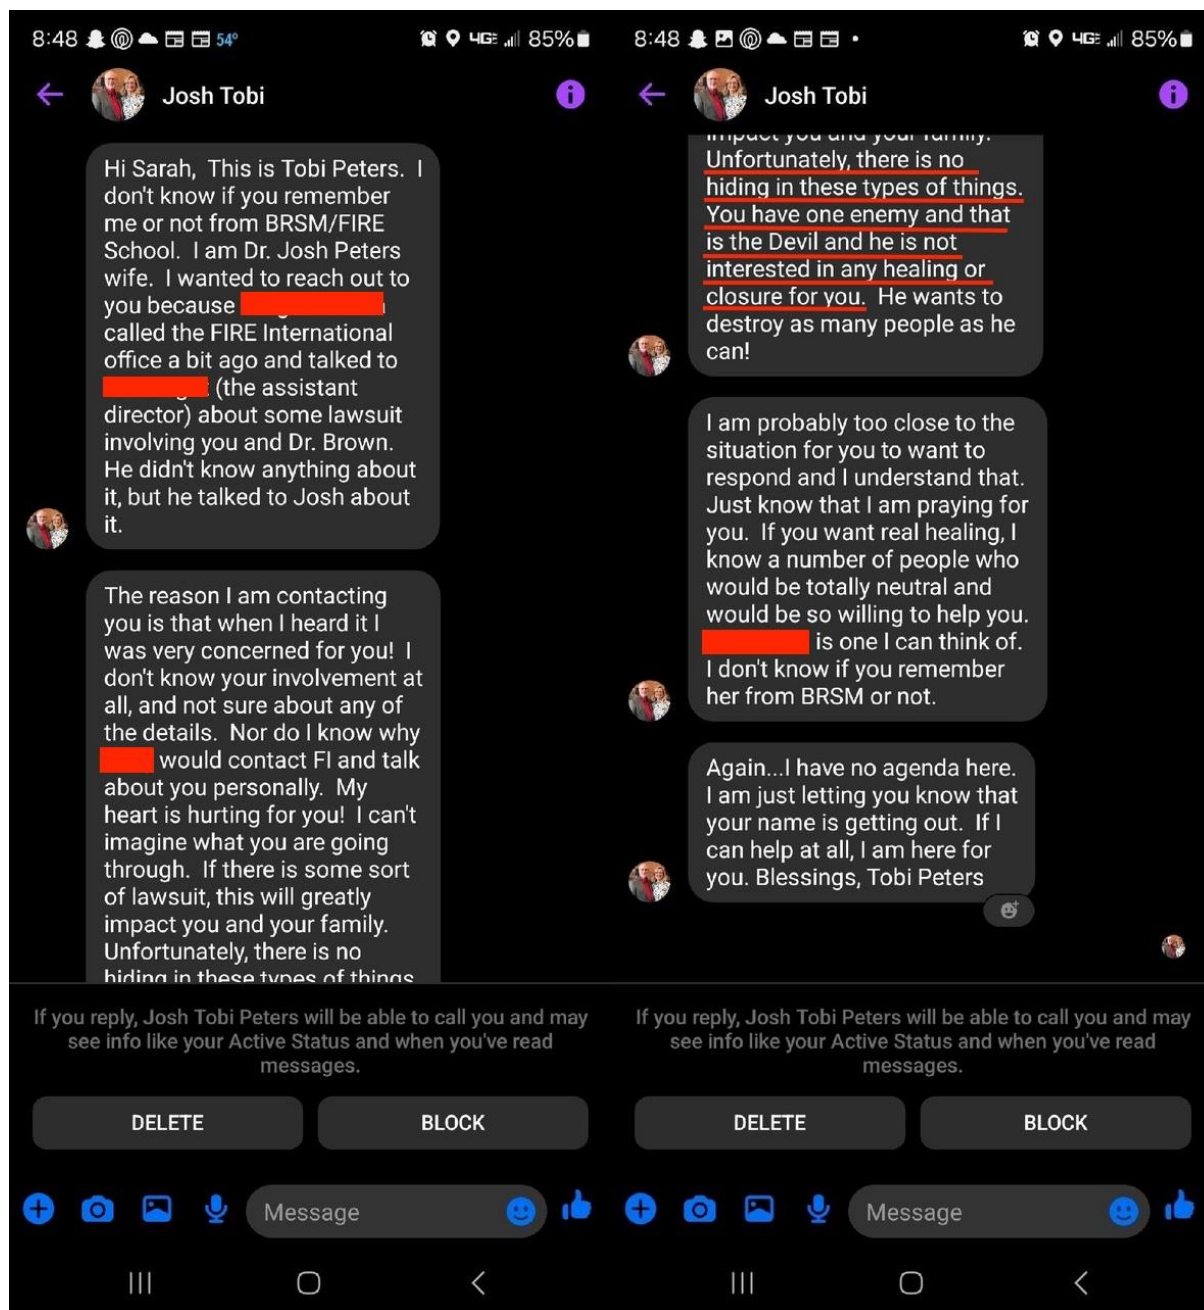 8:48 54° 4GE 85%
Josh Tobi
Hi Sarah, This is Tobi Peters. I
don't know if you remember
me or not from BRSM/FIRE
School. I am Dr. Josh Peters
wife. I wanted to reach out to
you because
called the FIRE International
office a bit ago and talked to
(the assistant
director) about some lawsuit
involving you and Dr. Brown.
He didn't know anything about
it, but he talked to Josh about
it.
The reason I am contacting
you is that when I heard it I
was very concerned for you! I
don't know your involvement at
all, and not sure about any of
the details. Nor do I know why
would contact FI and talk
about you personally. My
heart is hurting for you! I can't
imagine what you are going
through. If there is some sort
of lawsuit, this will greatly
impact you and your family.
Unfortunately, there is no
hiding in these types of things
If you reply, Josh Tobi Peters will be able to call you and may
see info like your Active Status and when you've read
messages.
DELETE BLOCK
Message
8:48 4GE 85%
Josh Tobi
impact you and your family.
Unfortunately, there is no
hiding in these types of things.
You have one enemy and that
is the Devil and he is not
interested in any healing or
closure for you. He wants to
destroy as many people as he
can!
I am probably too close to the
situation for you to want to
respond and I understand that.
Just know that I am praying for
you. If you want real healing, I
know a number of people who
would be totally neutral and
would be so willing to help you.
is one I can think of.
I don't know if you remember
her from BRSM or not.
Again...I have no agenda here.
I am just letting you know that
your name is getting out. If I
can help at all, I am here for
you. Blessings, Tobi Peters
If you reply, Josh Tobi Peters will be able to call you and may
see info like your Active Status and when you've read
messages.
DELETE BLOCK
Message